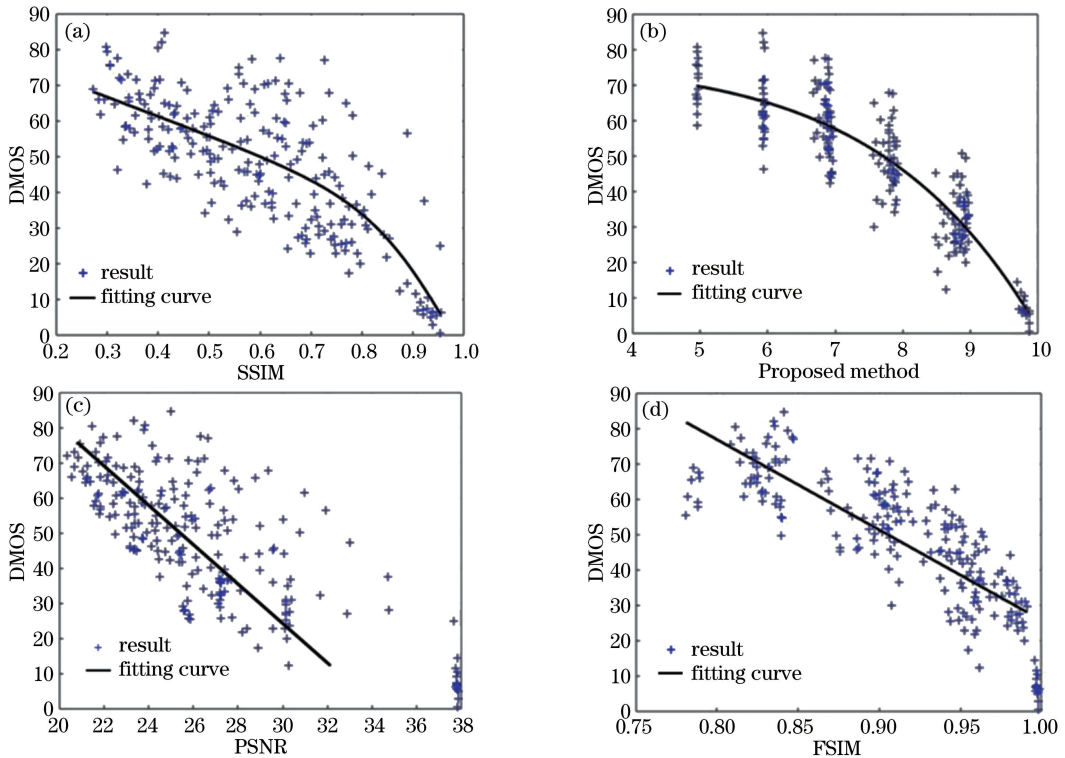 (a)
90
80
70
60
50
40
30
20
10
0
DMOS
result
fitting curve
0.2 0.3 0.4 0.5 0.6 0.7 0.8 0.9 1.0
SSIM
(b)
90
80
70
60
50
40
30
20
10
0
DMOS
result
fitting curve
4 5 6 7 8 9 10
Proposed method
(c)
90
80
70
60
50
40
30
20
10
0
DMOS
result
fitting curve
20 22 24 26 28 30 32 34 36 38
PSNR
(d)
90
80
70
60
50
40
30
20
10
0
DMOS
result
fitting curve
0.75 0.80 0.85 0.90 0.95 1.00
FSIM